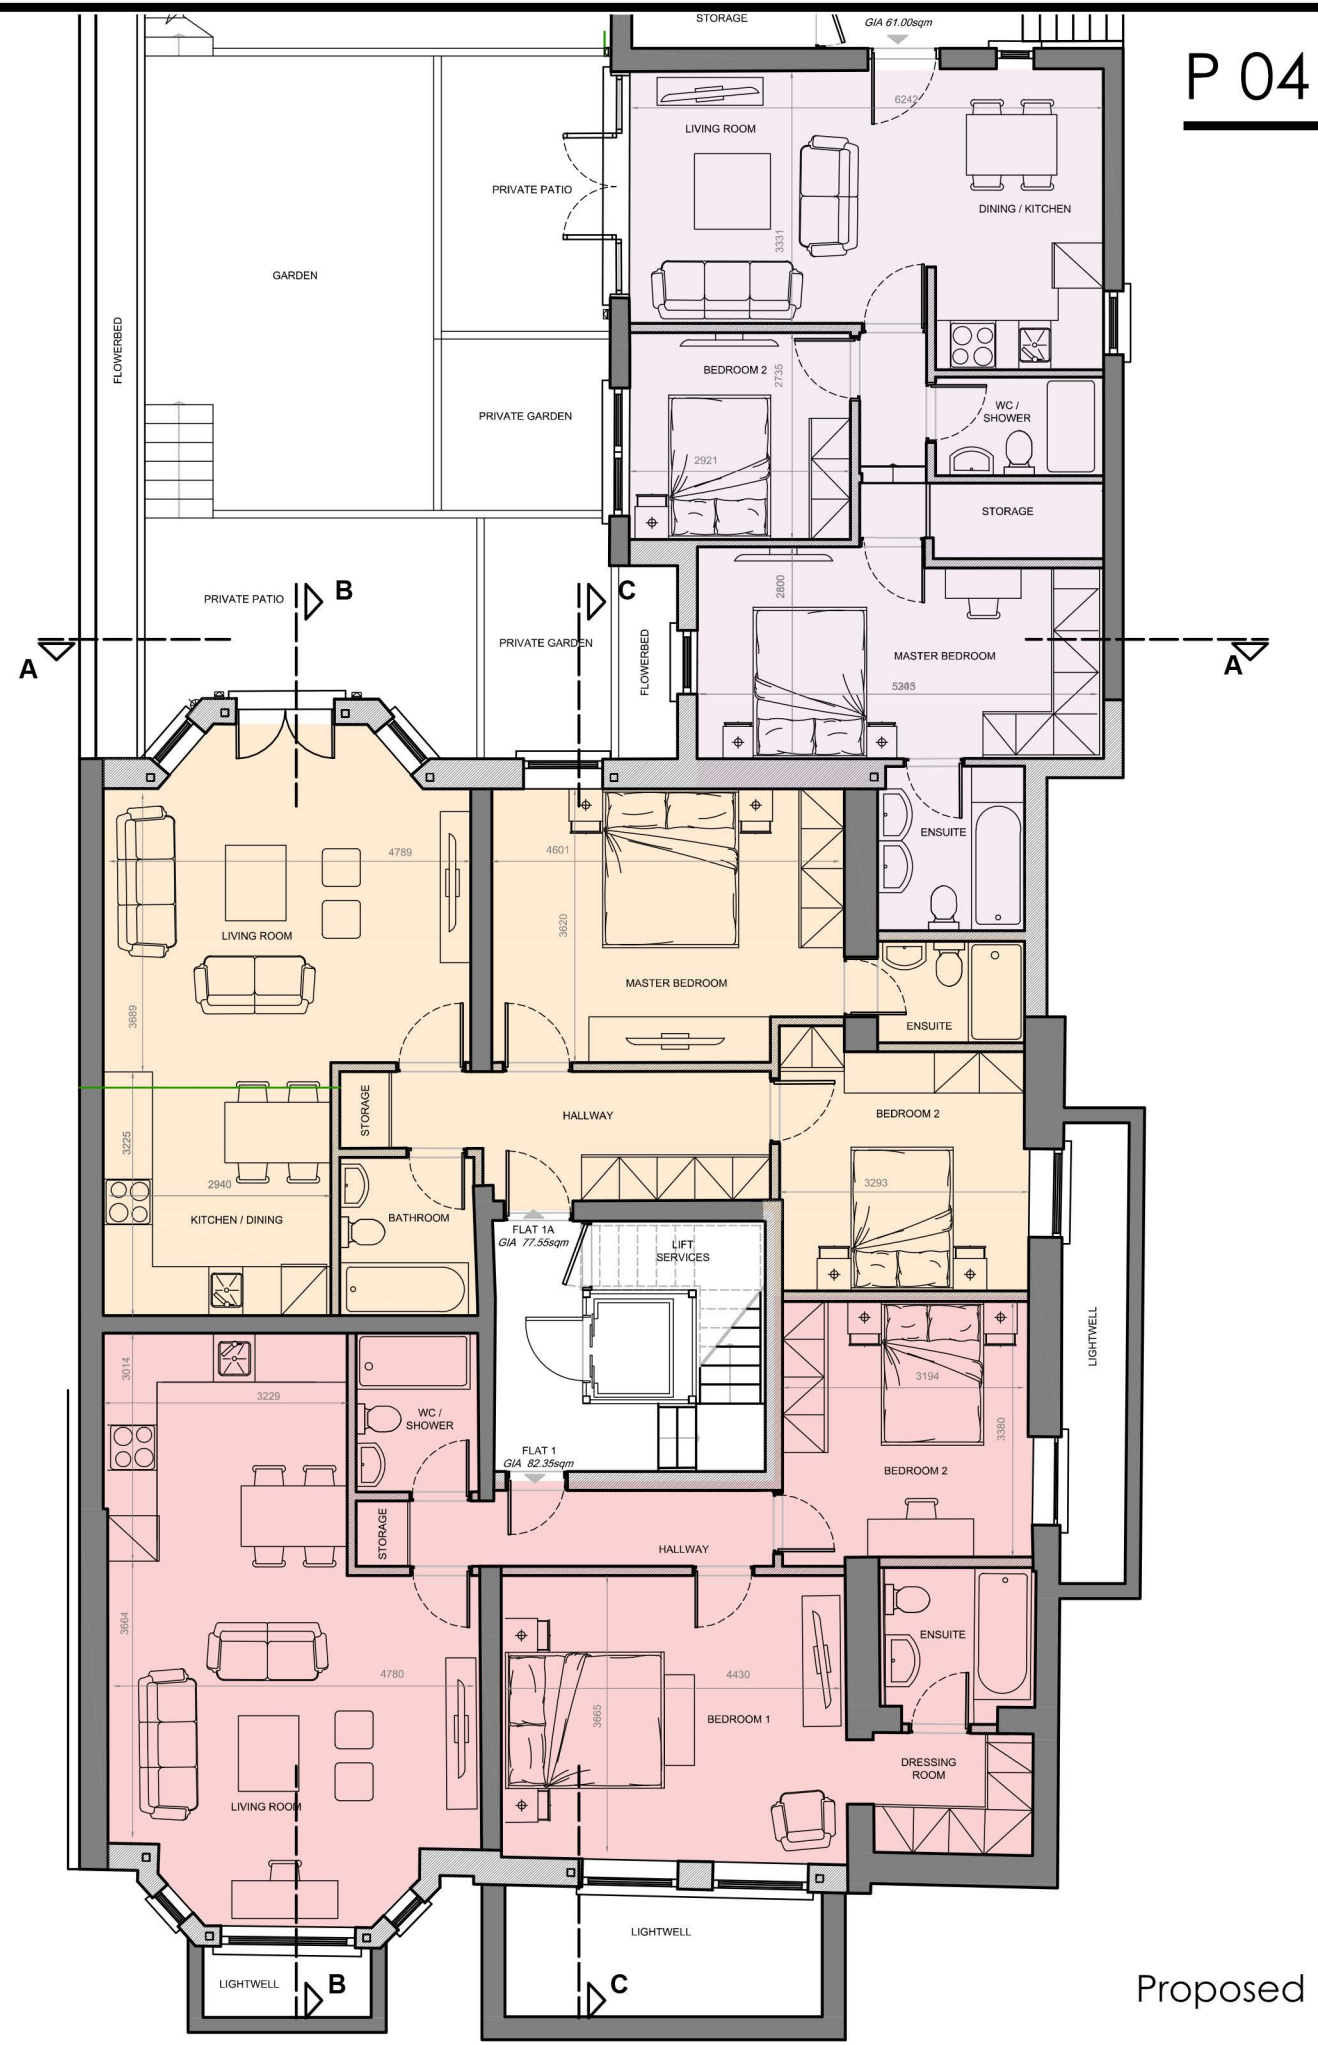 STORAGE
GIA 61.00sqm
P 04
6242
LIVING ROOM
PRIVATE PATIO
DINING / KITCHEN
3331
GARDEN
FLOWERBED
BEDROOM 2
2735
PRIVATE GARDEN
WC /
SHOWER
2921
STORAGE
2800
B
C
PRIVATE PATIO
PRIVATE GARDEN
FLOWERBED
MASTER BEDROOM
A
A
ENSUITE
4789
4601
3620
LIVING ROOM
MASTER BEDROOM
3689
ENSUITE
STORAGE
HALLWAY
BEDROOM 2
3225
2940
3293
KITCHEN / DINING
BATHROOM
FLAT 1A
GIA 77.55sqm
LIFT
SERVICES
LIGHTWELL
3014
3229
3194
WC /
SHOWER
3380
FLAT 1
GIA 82.35sqm
BEDROOM 2
STORAGE
HALLWAY
3664
ENSUITE
4780
4430
3665
BEDROOM 1
DRESSING
ROOM
LIVING ROOM
LIGHTWELL
LIGHTWELL
B
C
Proposed